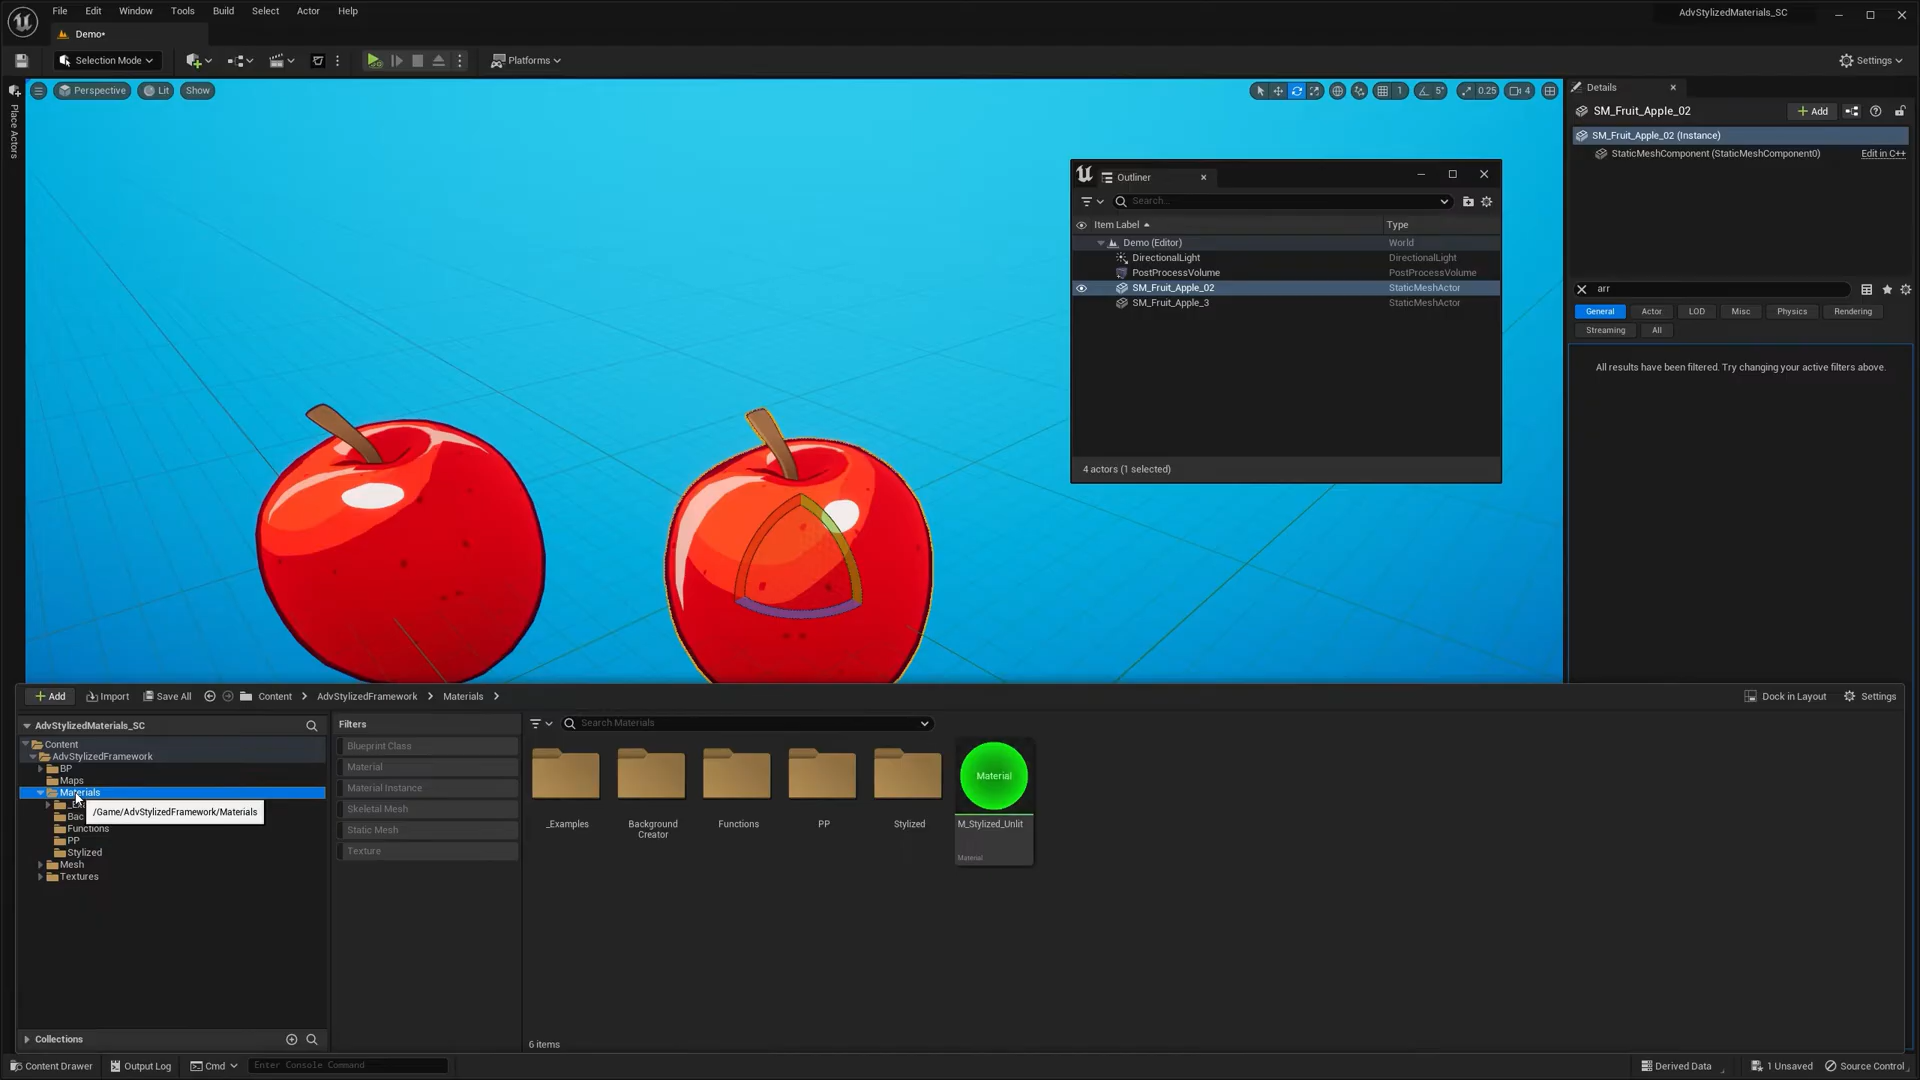 File Edit Window Tools Build Select Actor Help
AdvStylizedMaterials_SC
Demo•
Selection Mode
Platforms
Settings
Place Actors
Perspective Lit Show
1 5° 0.25 4
Details
SM_Fruit_Apple_02
Add
SM_Fruit_Apple_02 (Instance)
StaticMeshComponent (StaticMeshComponent0) Edit in C++
arr
General Actor LOD Misc Physics Rendering
Streaming All
All results have been filtered. Try changing your active filters above.
Outliner
Search...
Item Label Type
Demo (Editor) World
DirectionalLight DirectionalLight
PostProcessVolume PostProcessVolume
SM_Fruit_Apple_02 StaticMeshActor
SM_Fruit_Apple_3 StaticMeshActor
4 actors (1 selected)
Add Import Save All Content AdvStylizedFramework Materials
Dock in Layout Settings
AdvStylizedMaterials_SC
Content
AdvStylizedFramework
BP
Maps
Materials
/Game/AdvStylizedFramework/Materials
Functions
PP
Stylized
Mesh
Textures
Collections
Filters
Blueprint Class
Material
Material Instance
Skeletal Mesh
Static Mesh
Texture
Search Materials
_Examples
Background
Creator
Functions
PP
Stylized
Material
M_Stylized_Unlit
Material
6 items
Content Drawer Output Log Cmd Enter Console Command
Derived Data 1 Unsaved Source Control